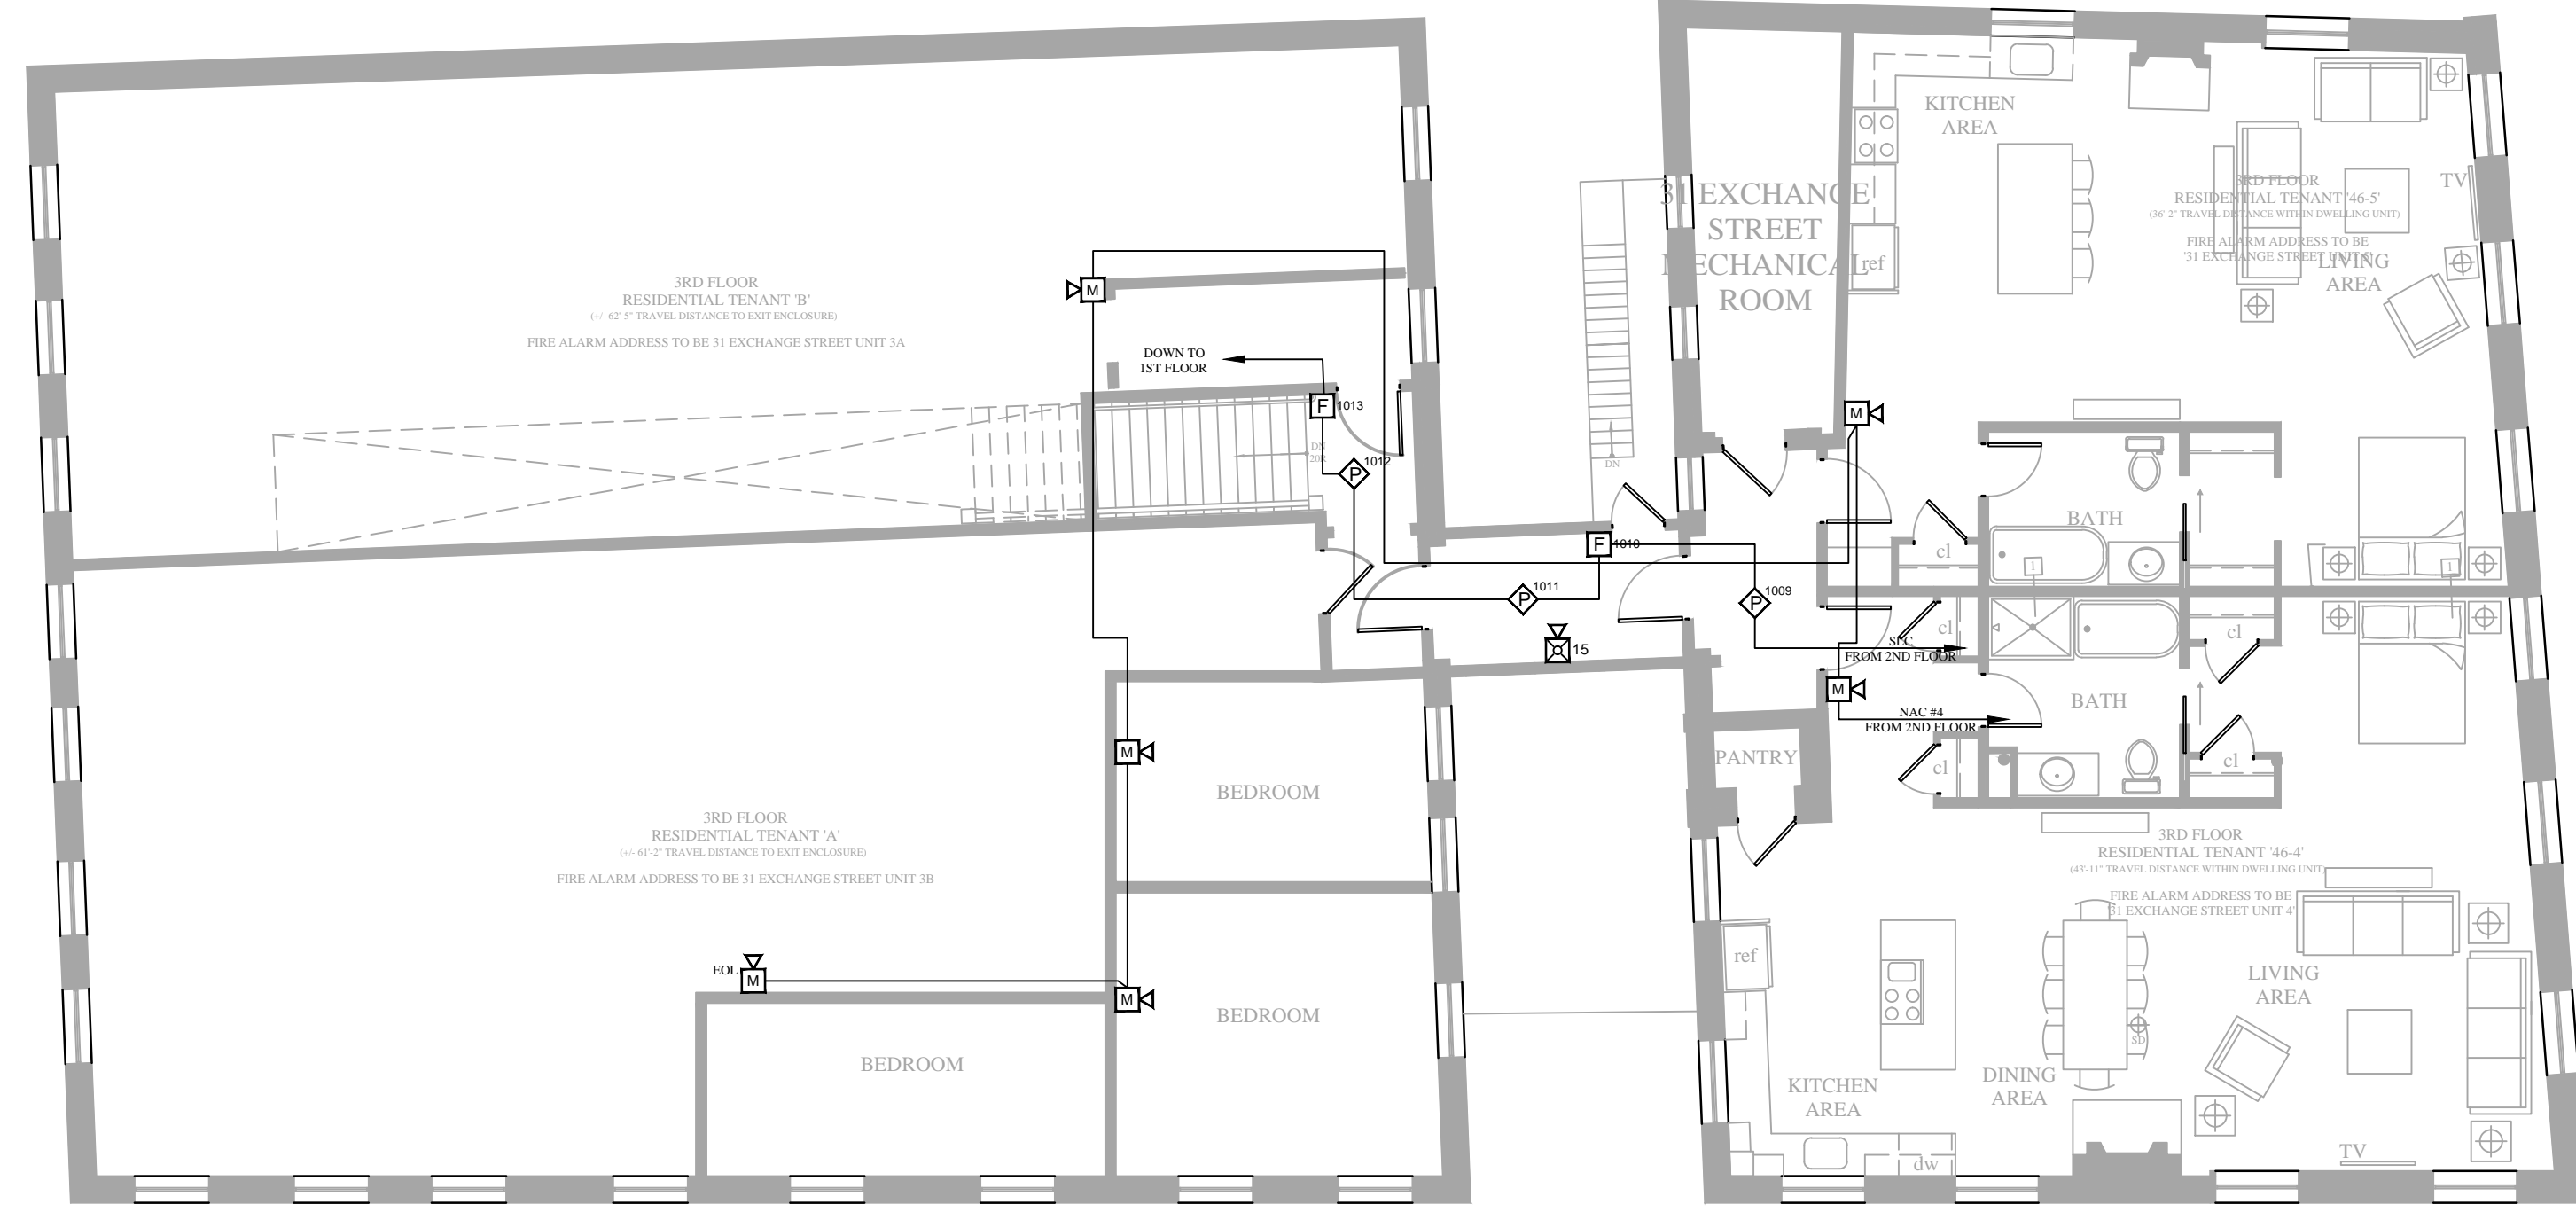 3RD FLOOR
RESIDENTIAL TENANT 'B'
(+/- 62'-5" TRAVEL DISTANCE TO EXIT ENCLOSURE)
FIRE ALARM ADDRESS TO BE 31 EXCHANGE STREET UNIT 3A
M
DOWN TO
1ST FLOOR
F 1013
P 1012
DN
20R
DN
31 EXCHANGE
STREET
MECHANICAL
ROOM
KITCHEN
AREA
ref
3RD FLOOR
RESIDENTIAL TENANT '46-5'
(36'-2" TRAVEL DISTANCE WITHIN DWELLING UNIT)
FIRE ALARM ADDRESS TO BE
'31 EXCHANGE STREET UNIT 5'
TV
LIVING
AREA
M
BATH
cl
1
1
F 1010
P 1011
P 1009
15
SLC
FROM 2ND FLOOR
cl
cl
M
NAC #4
FROM 2ND FLOOR
BATH
cl
cl
PANTRY
M
BEDROOM
3RD FLOOR
RESIDENTIAL TENANT 'A'
(+/- 61'-2" TRAVEL DISTANCE TO EXIT ENCLOSURE)
FIRE ALARM ADDRESS TO BE 31 EXCHANGE STREET UNIT 3B
EOL
M
M
BEDROOM
BEDROOM
3RD FLOOR
RESIDENTIAL TENANT '46-4'
(43'-11" TRAVEL DISTANCE WITHIN DWELLING UNIT)
FIRE ALARM ADDRESS TO BE
'31 EXCHANGE STREET UNIT 4'
ref
LIVING
AREA
SD
KITCHEN
AREA
DINING
AREA
dw
TV